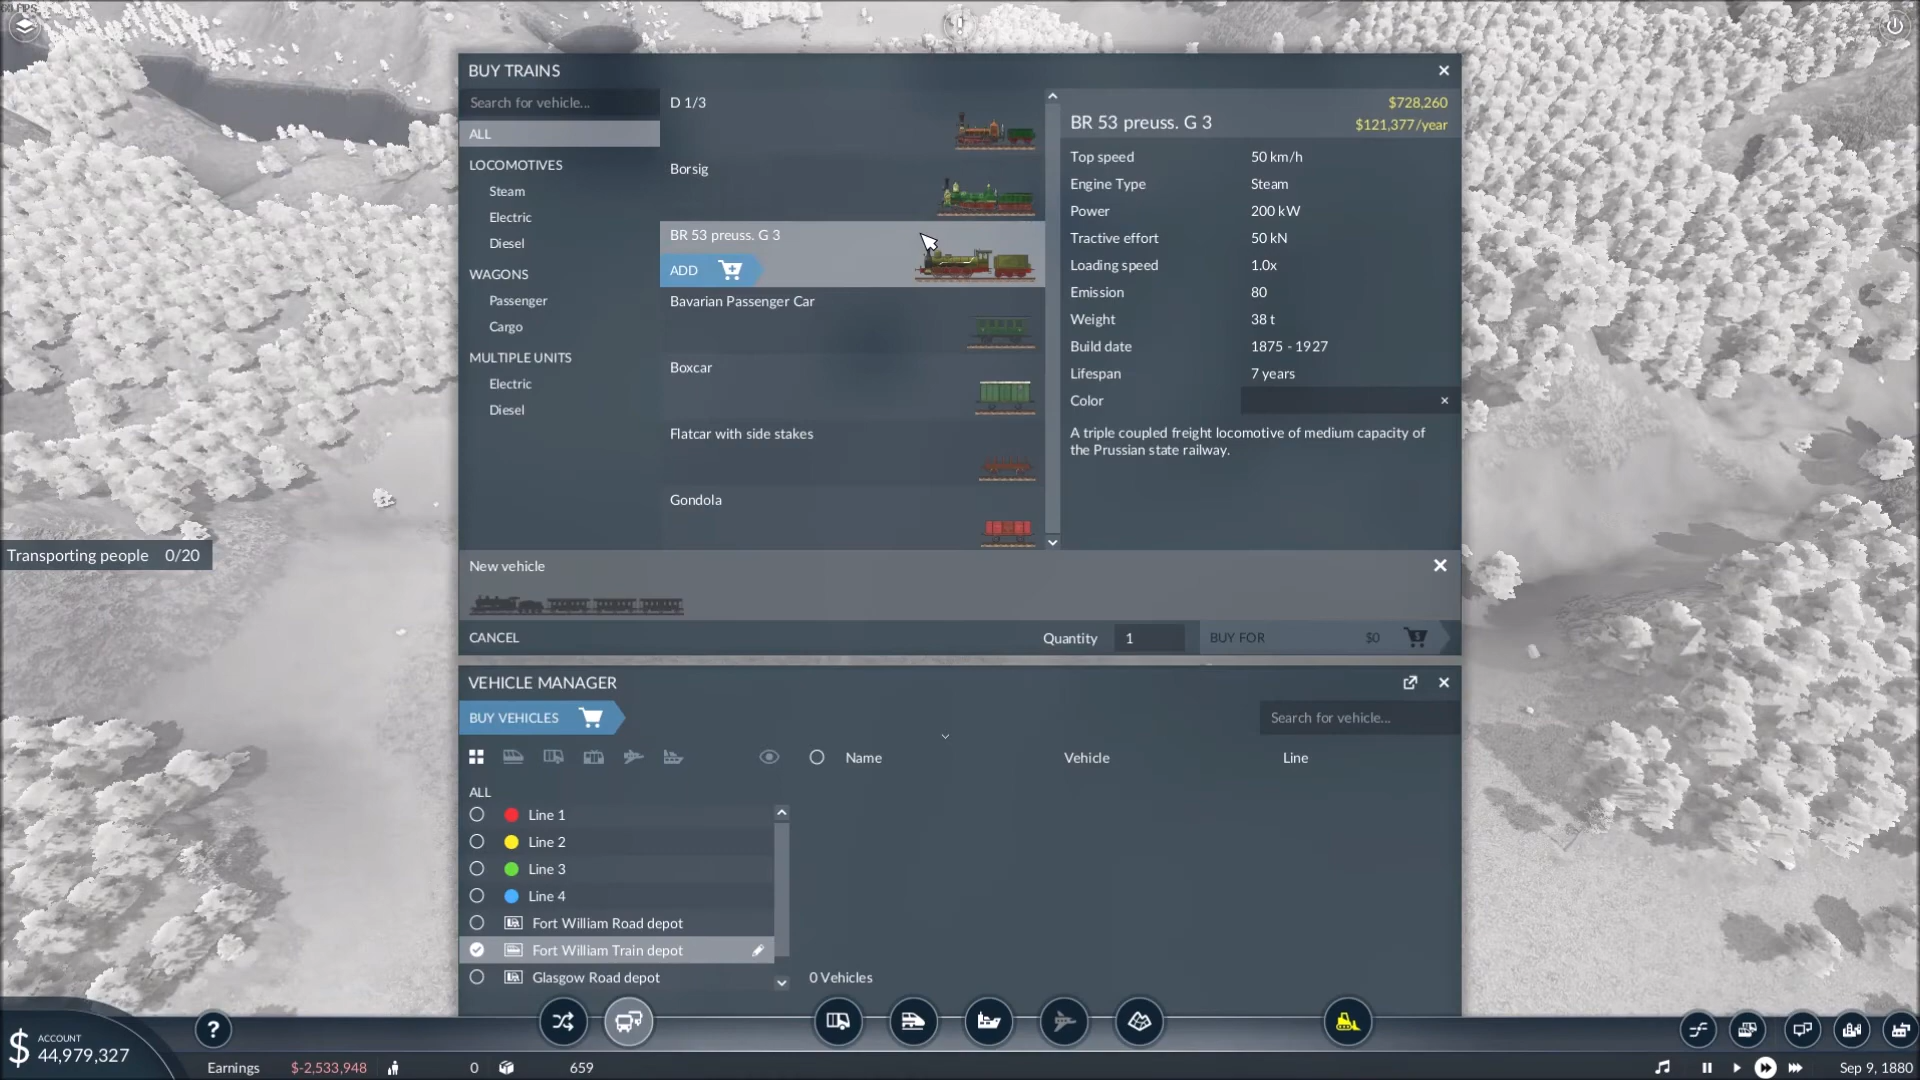 60 FPS
BUY TRAINS
Search for vehicle...
ALL
LOCOMOTIVES
Steam
Electric
Diesel
WAGONS
Passenger
Cargo
MULTIPLE UNITS
Electric
Diesel
D 1/3
Borsig
BR 53 preuss. G 3
ADD
Bavarian Passenger Car
Boxcar
Flatcar with side stakes
Gondola
$728,260
BR 53 preuss. G 3
$121,377/year
Top speed 50 km/h
Engine Type Steam
Power 200 kW
Tractive effort 50 kN
Loading speed 1.0x
Emission 80
Weight 38 t
Build date 1875 - 1927
Lifespan 7 years
Color
A triple coupled freight locomotive of medium capacity of
the Prussian state railway.
Transporting people 0/20
New vehicle
CANCEL
Quantity 1
BUY FOR $0
VEHICLE MANAGER
BUY VEHICLES
Search for vehicle...
Name Vehicle Line
ALL
Line 1
Line 2
Line 3
Line 4
Fort William Road depot
Fort William Train depot
Glasgow Road depot
0 Vehicles
$ ACCOUNT
44,979,327
?
Earnings $-2,533,948 0 659
Sep 9, 1880